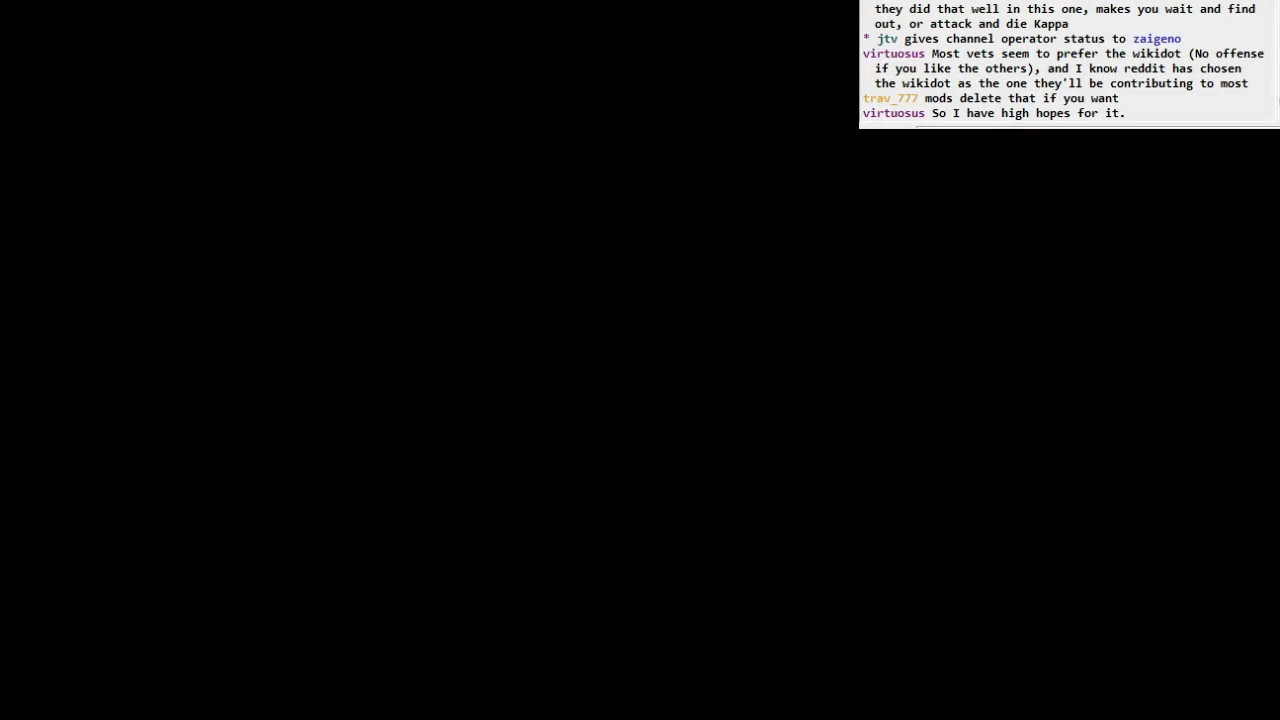 they did that well in this one, makes you wait and find
out, or attack and die Kappa
* jtv gives channel operator status to zaigeno
virtuosus Most vets seem to prefer the wikidot (No offense
if you like the others), and I know reddit has chosen
the wikidot as the one they'll be contributing to most
trav_777 mods delete that if you want
virtuosus So I have high hopes for it.